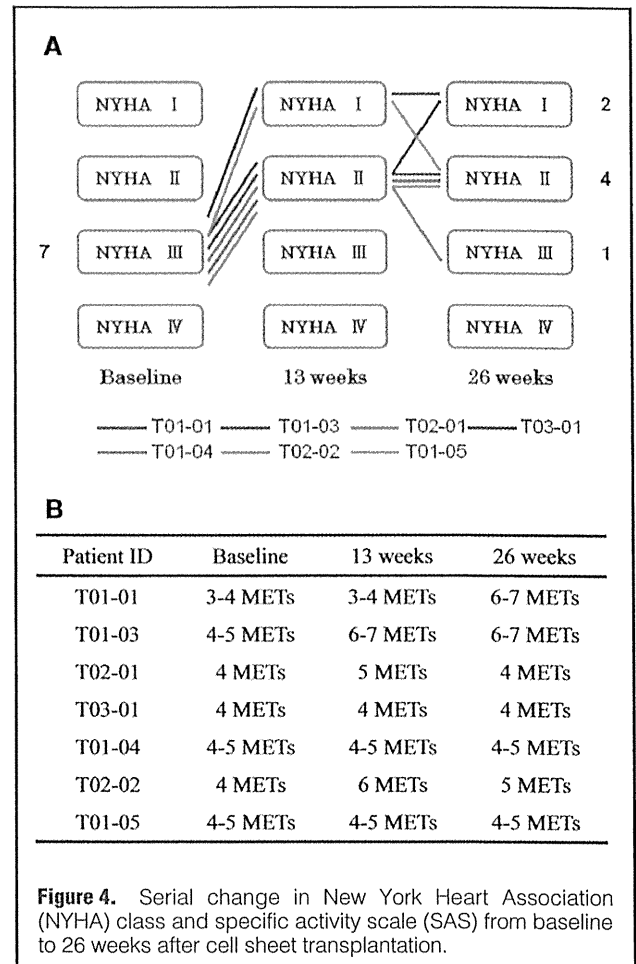 A
NYHA I NYHA I NYHA I 2
NYHA II NYHA II NYHA II 4
7 NYHA III NYHA III NYHA III 1
NYHA IV NYHA IV NYHA IV
Baseline 13 weeks 26 weeks
T01-01 T01-03 T02-01 T03-01
T01-04 T02-02 T01-05
B
Patient ID Baseline 13 weeks 26 weeks
T01-01 3-4 METs 3-4 METs 6-7 METs
T01-03 4-5 METs 6-7 METs 6-7 METs
T02-01 4 METs 5 METs 4 METs
T03-01 4 METs 4 METs 4 METs
T01-04 4-5 METs 4-5 METs 4-5 METs
T02-02 4 METs 6 METs 5 METs
T01-05 4-5 METs 4-5 METs 4-5 METs
Figure 4. Serial change in New York Heart Association
(NYHA) class and specific activity scale (SAS) from baseline
to 26 weeks after cell sheet transplantation.